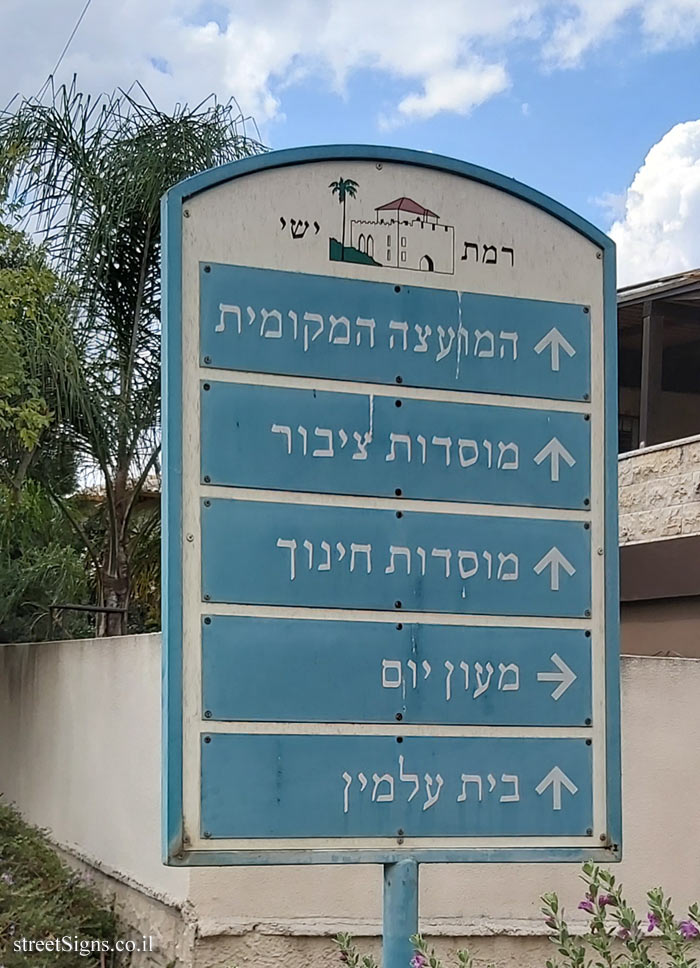 רמת ישי
המועצה המקומית
מוסדות ציבור
מוסדות חינוך
מעון יום
בית עלמין
streetSigns.co.il